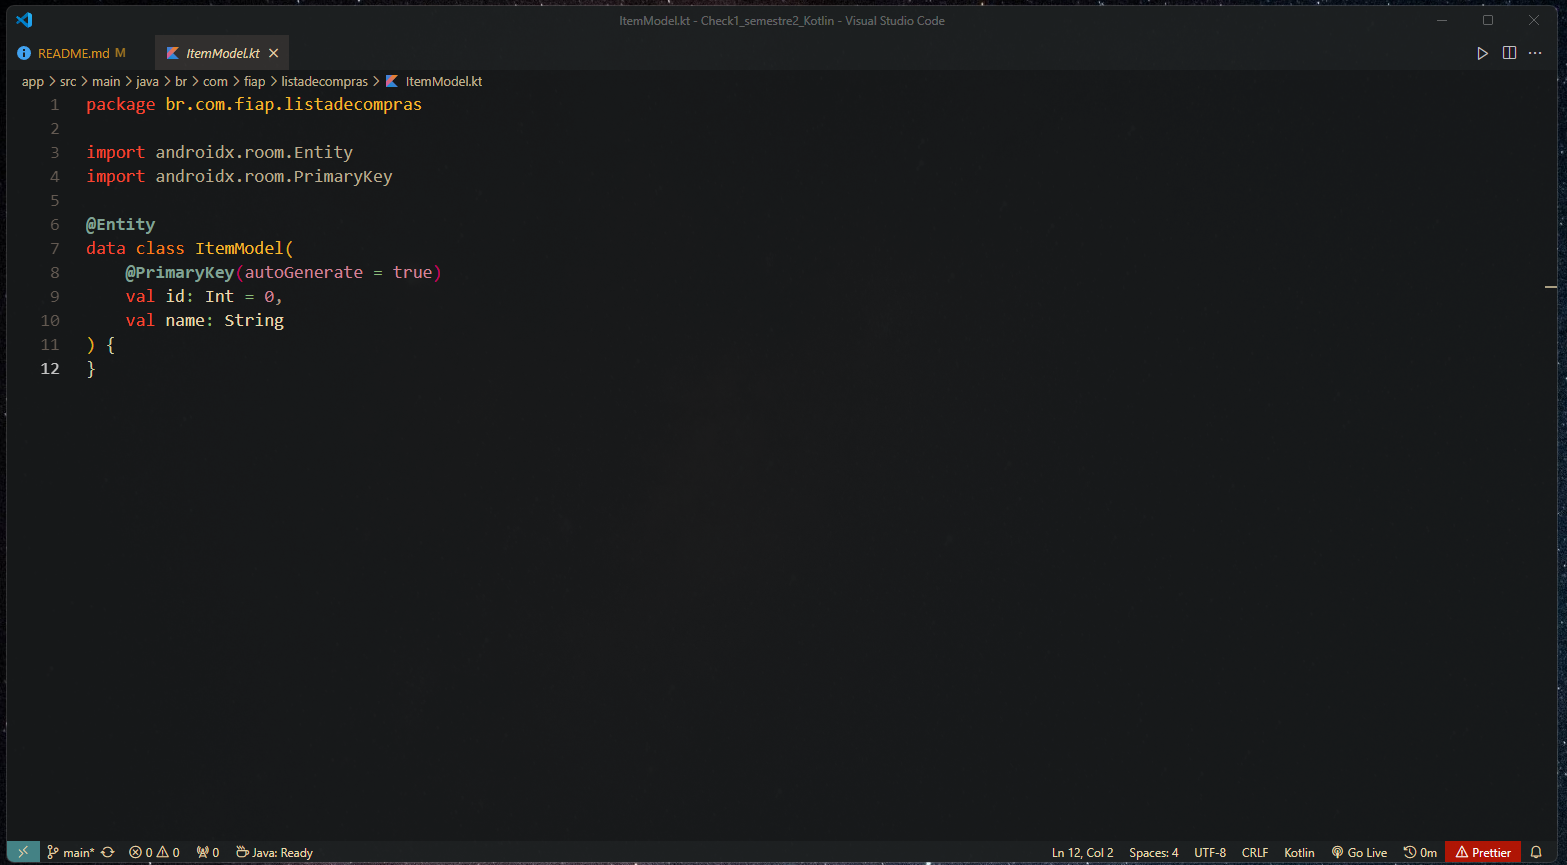 ItemModel.kt - Check1_semestre2_Kotlin - Visual Studio Code
README.md M
ItemModel.kt
app > src > main > java > br > com > fiap > listadecompras > ItemModel.kt
1 package br.com.fiap.listadecompras
2
3 import androidx.room.Entity
4 import androidx.room.PrimaryKey
5
6 @Entity
7 data class ItemModel(
8     @PrimaryKey(autoGenerate = true)
9     val id: Int = 0,
10     val name: String
11 ) {
12 }
main* 0 0 0 Java: Ready Ln 12, Col 2 Spaces: 4 UTF-8 CRLF Kotlin Go Live 0m Prettier